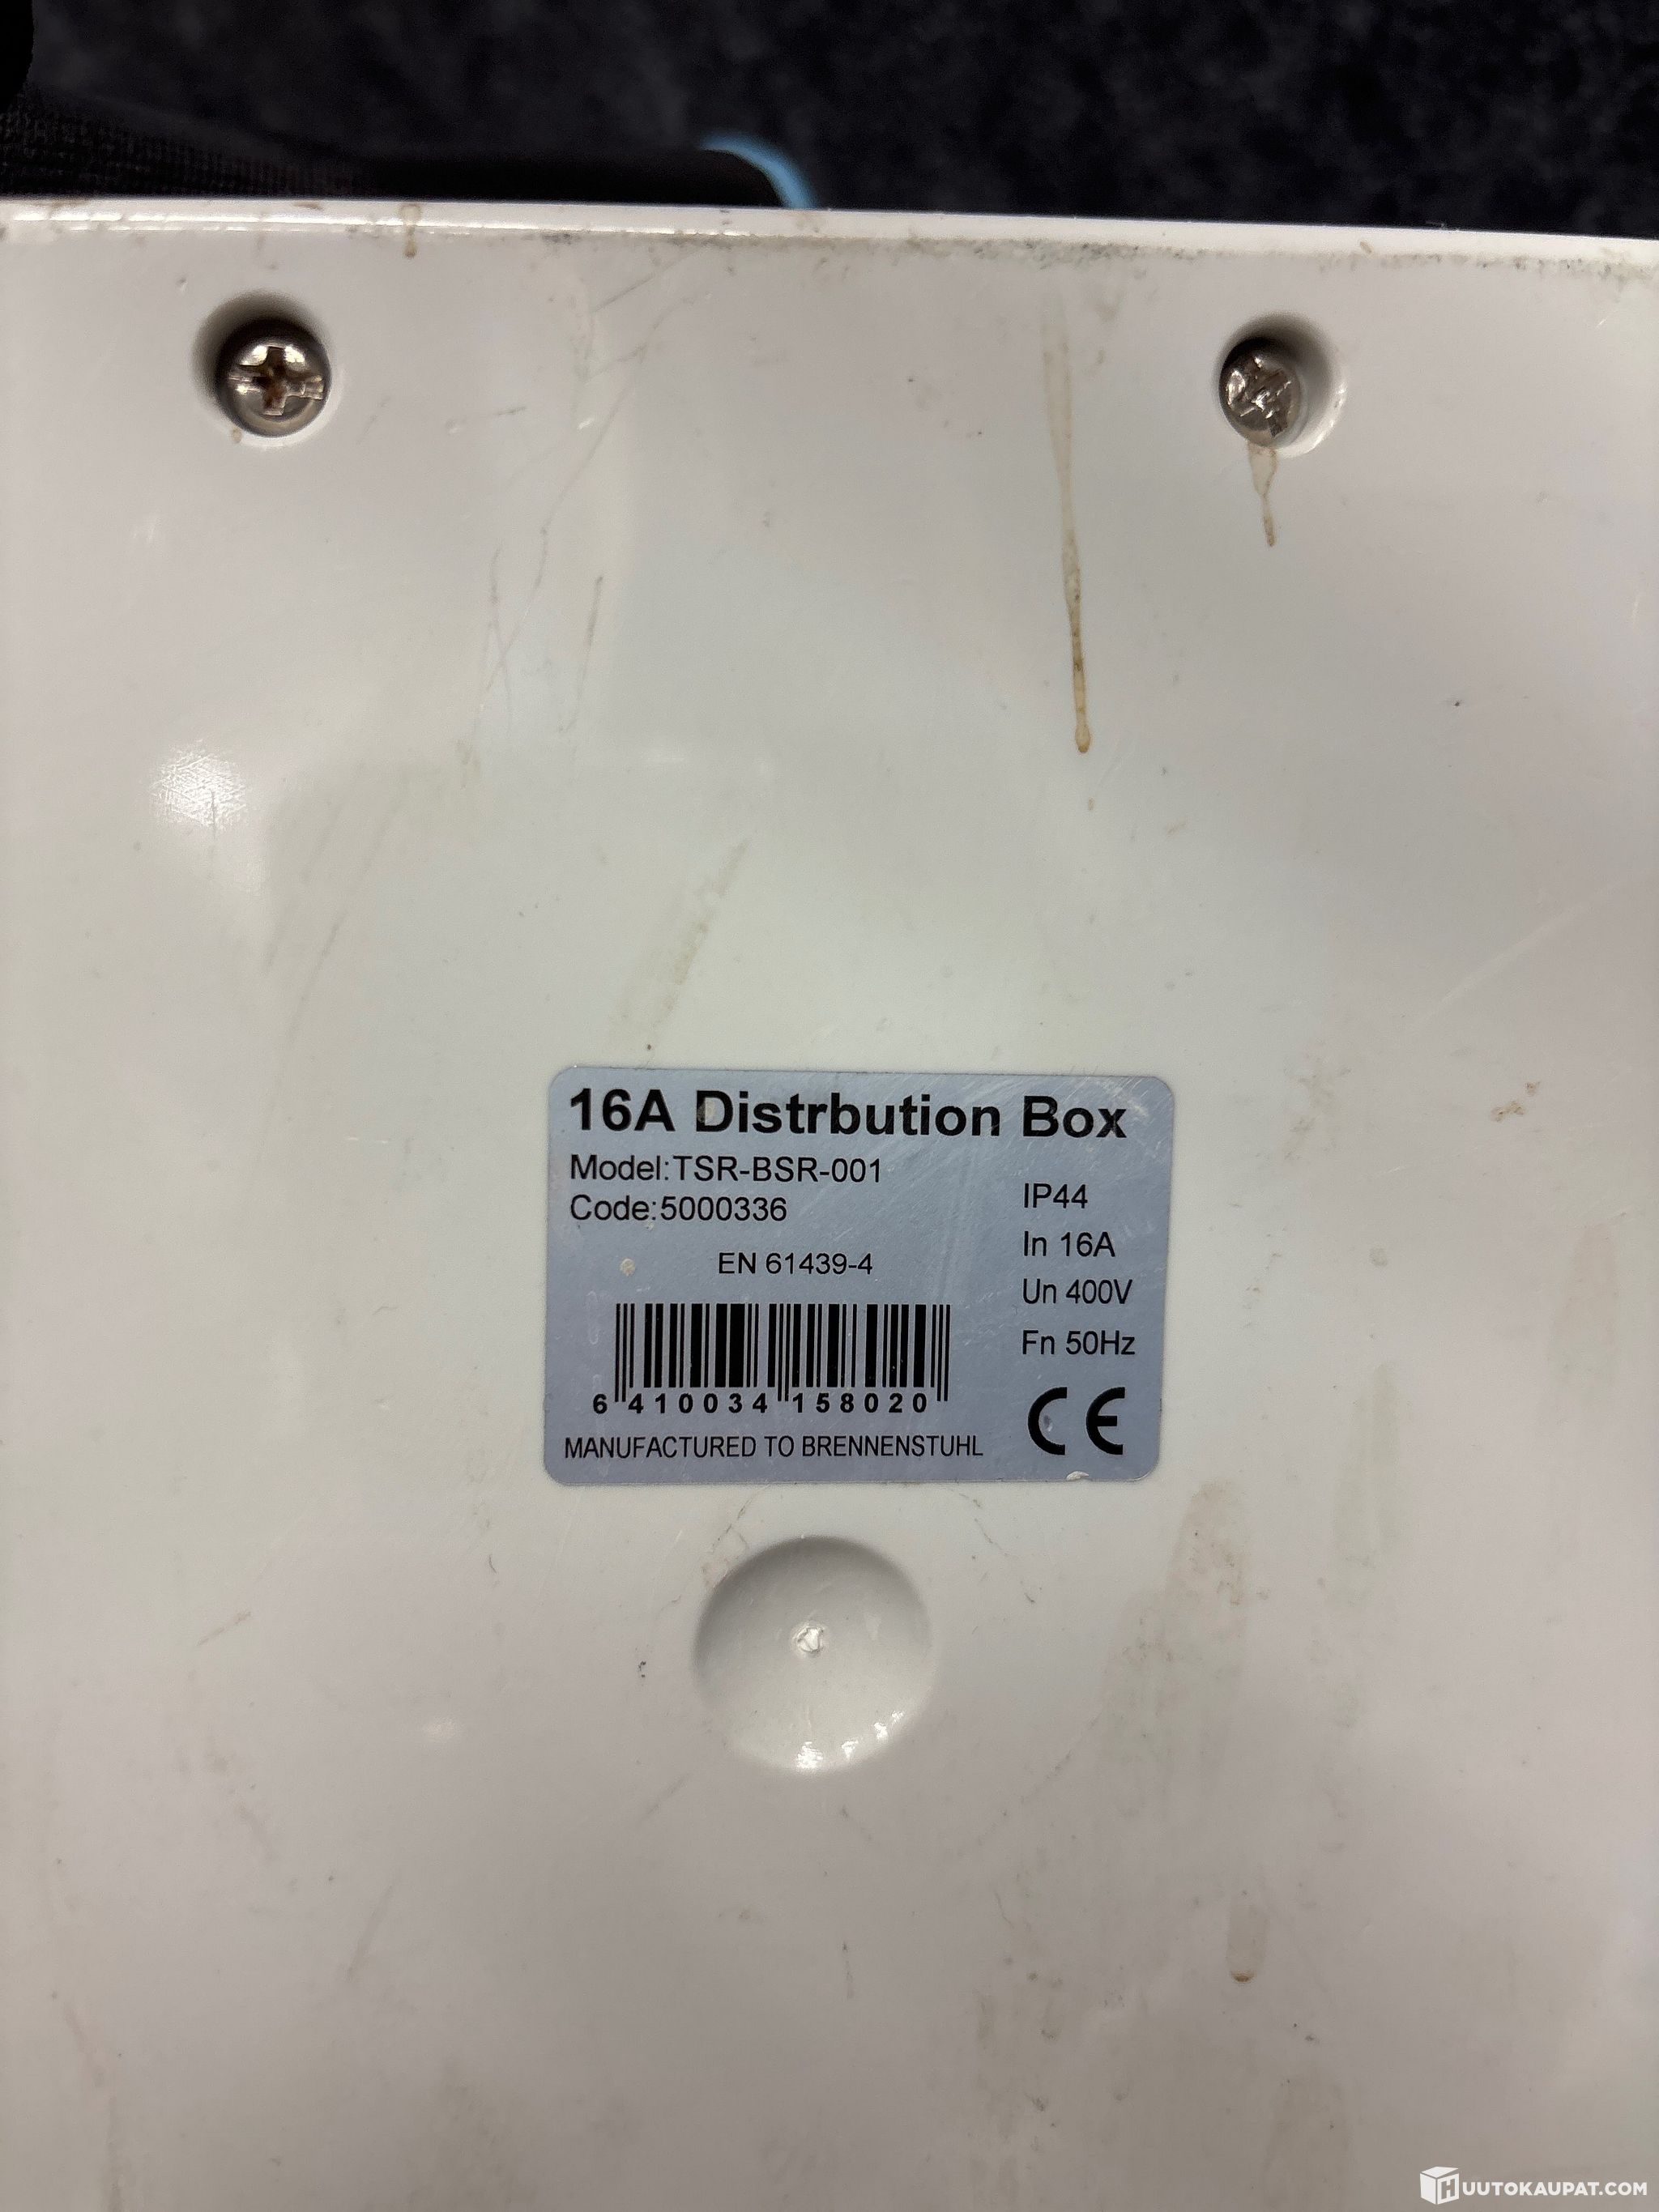 16A Distrbution Box
Model:TSR-BSR-001
Code:5000336
IP44
In 16A
EN 61439-4
Un 400V
Fn 50Hz
6 410034 158020
CE
MANUFACTURED TO BRENNENSTUHL
HUUTOKAUPAT.COM